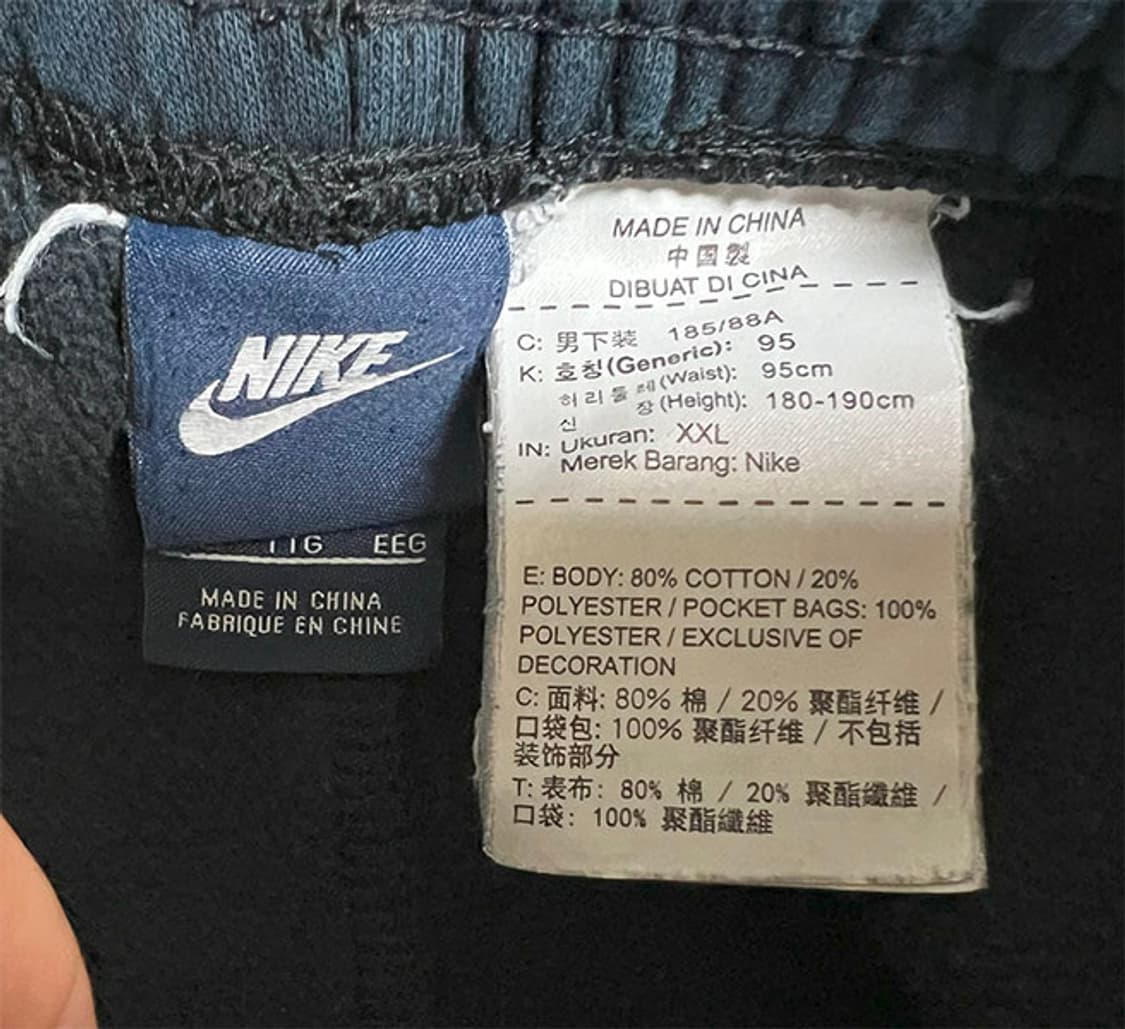 NIKE
TTG EEG
MADE IN CHINA
FABRIQUE EN CHINE
MADE IN CHINA
中国製
DIBUAT DI CINA
C: 男下装 185/88A
K: 호칭(Generic): 95
허리둘레(Waist): 95cm
신장(Height): 180-190cm
IN: Ukuran: XXL
Merek Barang: Nike
E: BODY: 80% COTTON / 20%
POLYESTER / POCKET BAGS: 100%
POLYESTER / EXCLUSIVE OF
DECORATION
C: 面料: 80% 棉 / 20% 聚酯纤维 /
口袋包: 100% 聚酯纤维 / 不包括
装饰部分
T: 表布: 80% 棉 / 20% 聚酯纖維 /
口袋: 100% 聚酯纖維